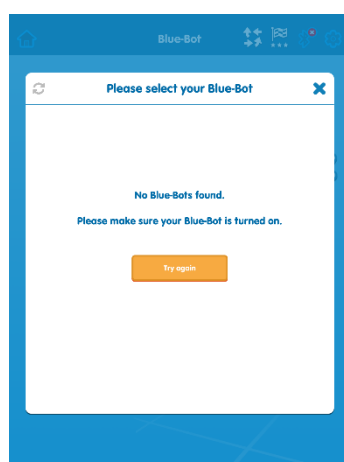 Blue-Bot
Please select your Blue-Bot
No Blue-Bots found.
Please make sure your Blue-Bot is turned on.
Try again